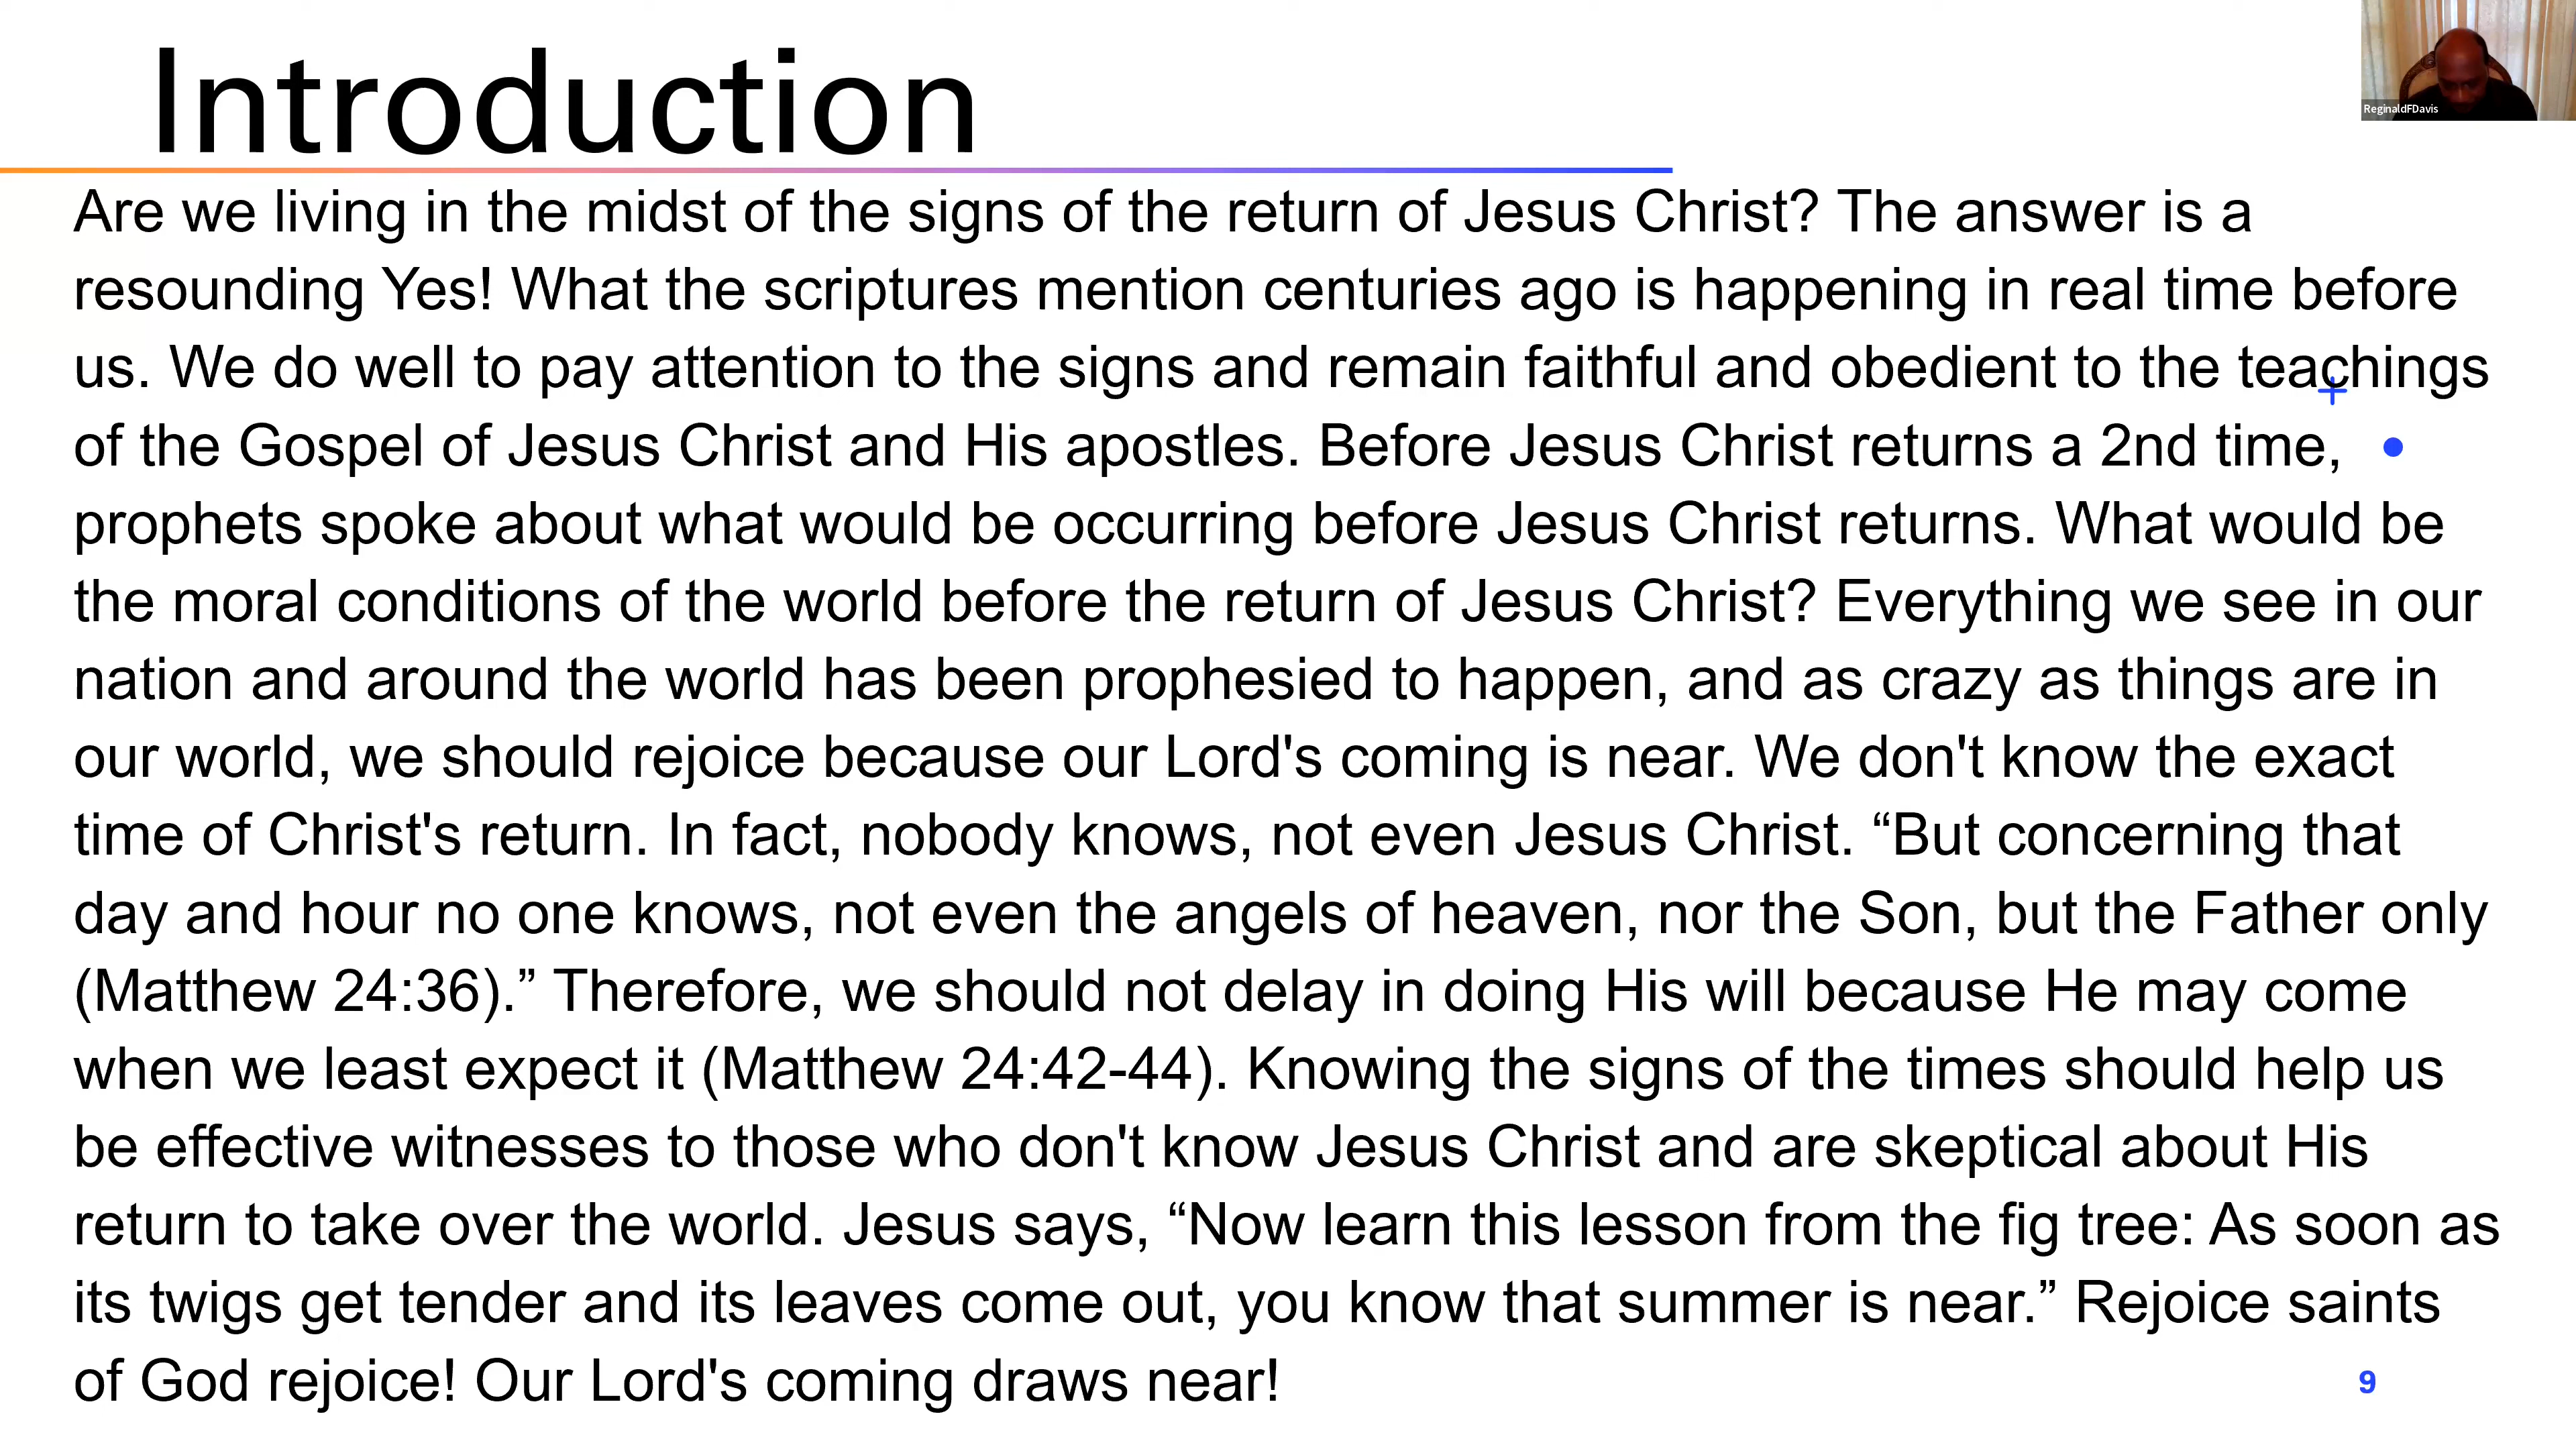 Introduction
ReginaldFDavis
Are we living in the midst of the signs of the return of Jesus Christ? The answer is a
resounding Yes! What the scriptures mention centuries ago is happening in real time before
us. We do well to pay attention to the signs and remain faithful and obedient to the teachings
of the Gospel of Jesus Christ and His apostles. Before Jesus Christ returns a 2nd time,
prophets spoke about what would be occurring before Jesus Christ returns. What would be
the moral conditions of the world before the return of Jesus Christ? Everything we see in our
nation and around the world has been prophesied to happen, and as crazy as things are in
our world, we should rejoice because our Lord's coming is near. We don't know the exact
time of Christ's return. In fact, nobody knows, not even Jesus Christ. “But concerning that
day and hour no one knows, not even the angels of heaven, nor the Son, but the Father only
(Matthew 24:36).” Therefore, we should not delay in doing His will because He may come
when we least expect it (Matthew 24:42-44). Knowing the signs of the times should help us
be effective witnesses to those who don't know Jesus Christ and are skeptical about His
return to take over the world. Jesus says, “Now learn this lesson from the fig tree: As soon as
its twigs get tender and its leaves come out, you know that summer is near.” Rejoice saints
of God rejoice! Our Lord's coming draws near!
9